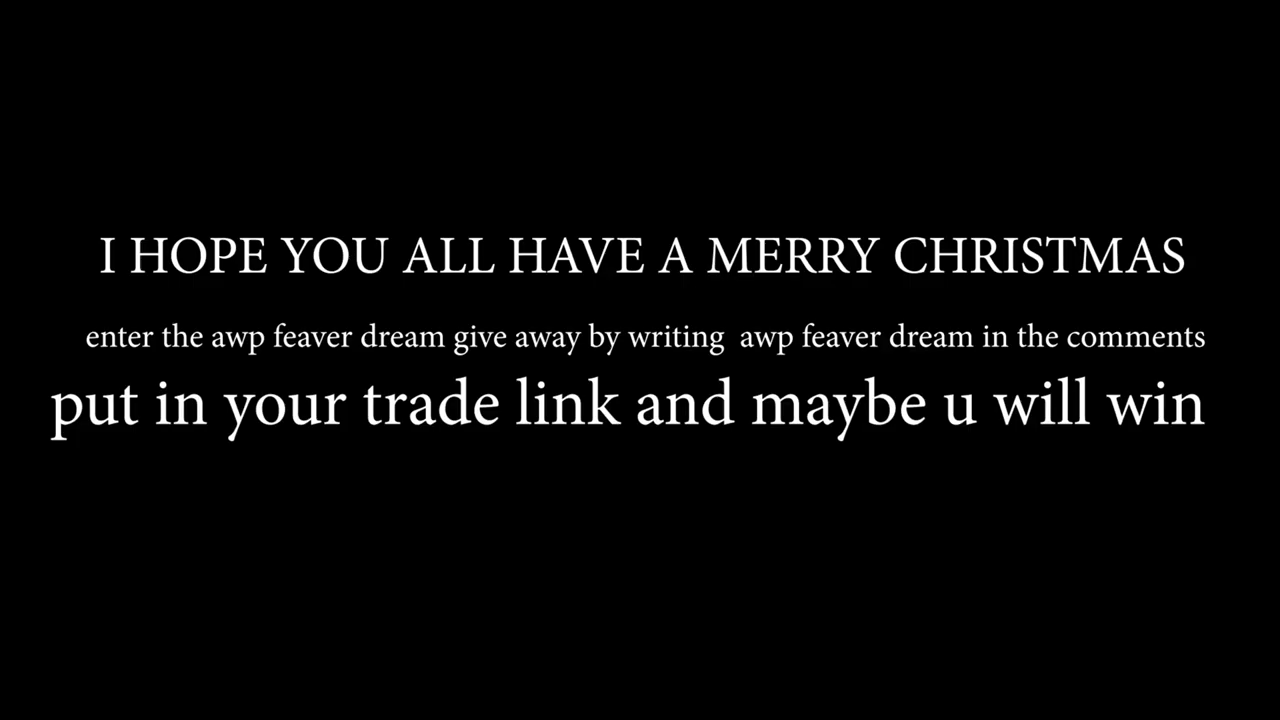 I HOPE YOU ALL HAVE A MERRY CHRISTMAS
enter the awp feaver dream give away by writing  awp feaver dream in the comments
put in your trade link and maybe u will win